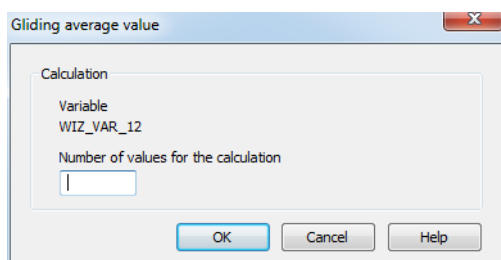 Gliding average value
Calculation
Variable
WIZ_VAR_12
Number of values for the calculation
OK Cancel Help